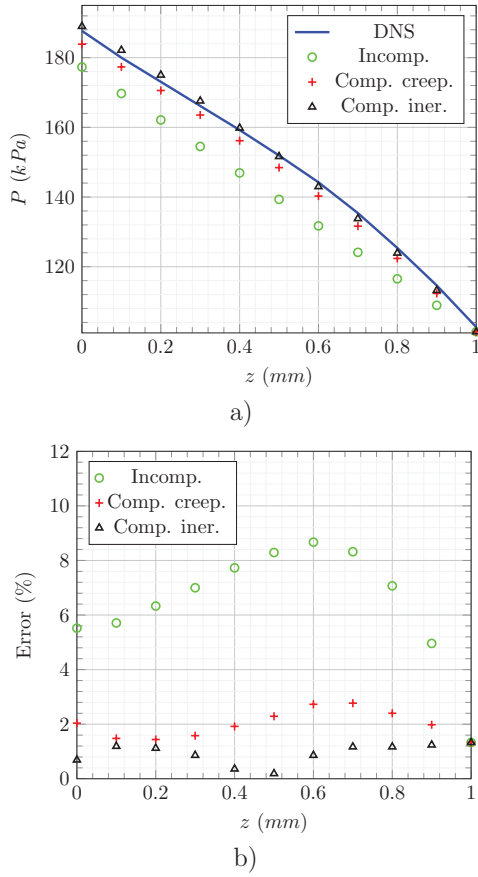 180
160
140
120
P (kPa)
DNS
Incomp.
Comp. creep.
Comp. iner.
0
0.2
0.4
0.6
0.8
1
z (mm)
a)
12
10
8
6
4
2
0
Error (%)
Incomp.
Comp. creep.
Comp. iner.
0
0.2
0.4
0.6
0.8
1
z (mm)
b)